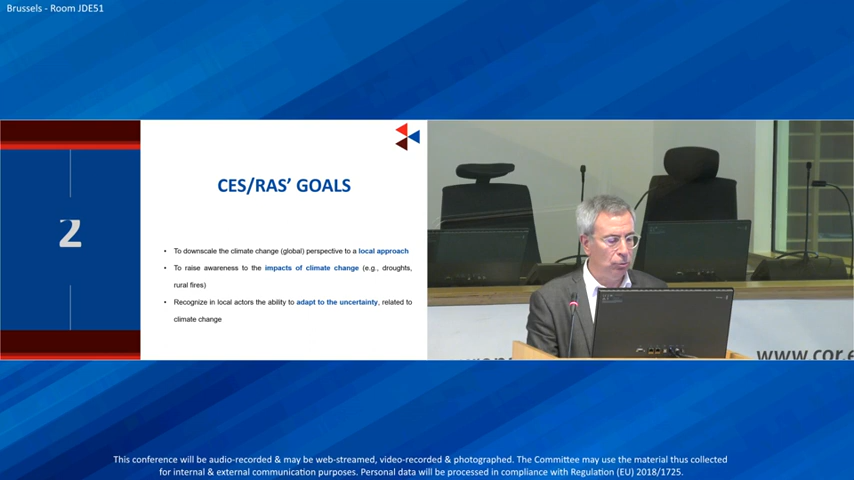 Brussels - Room JDE51
2
CES/RAS' GOALS
• To downscale the climate change (global) perspective to a local approach
• To raise awareness to the impacts of climate change (e.g., droughts,
rural fires)
• Recognize in local actors the ability to adapt to the uncertainty, related to
climate change
www.cor.e
This conference will be audio-recorded & may be web-streamed, video-recorded & photographed. The Committee may use the material thus collected
for internal & external communication purposes. Personal data will be processed in compliance with Regulation (EU) 2018/1725.